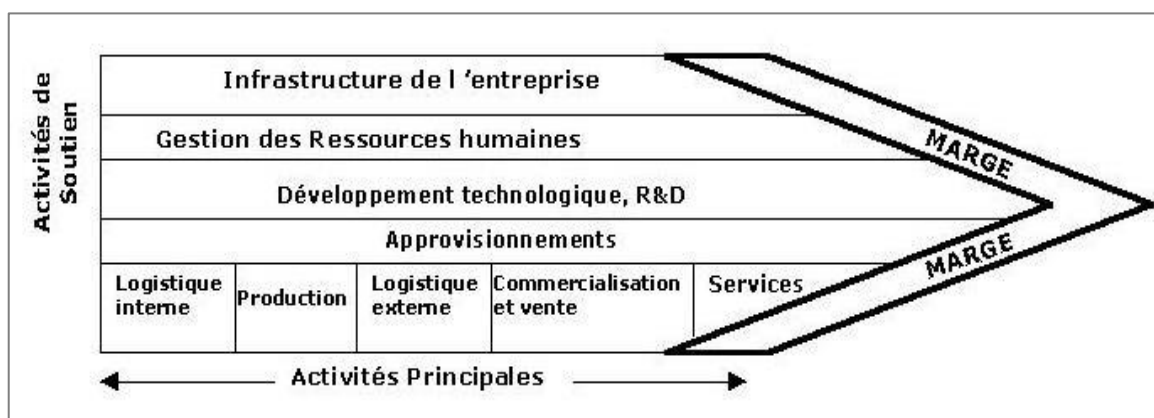 Activités de
Soutien
Infrastructure de l 'entreprise
Gestion des Ressources humaines
Développement technologique, R&D
Approvisionnements
Logistique
interne
Production
Logistique
externe
Commercialisation
et vente
Services
MARGE
MARGE
Activités Principales